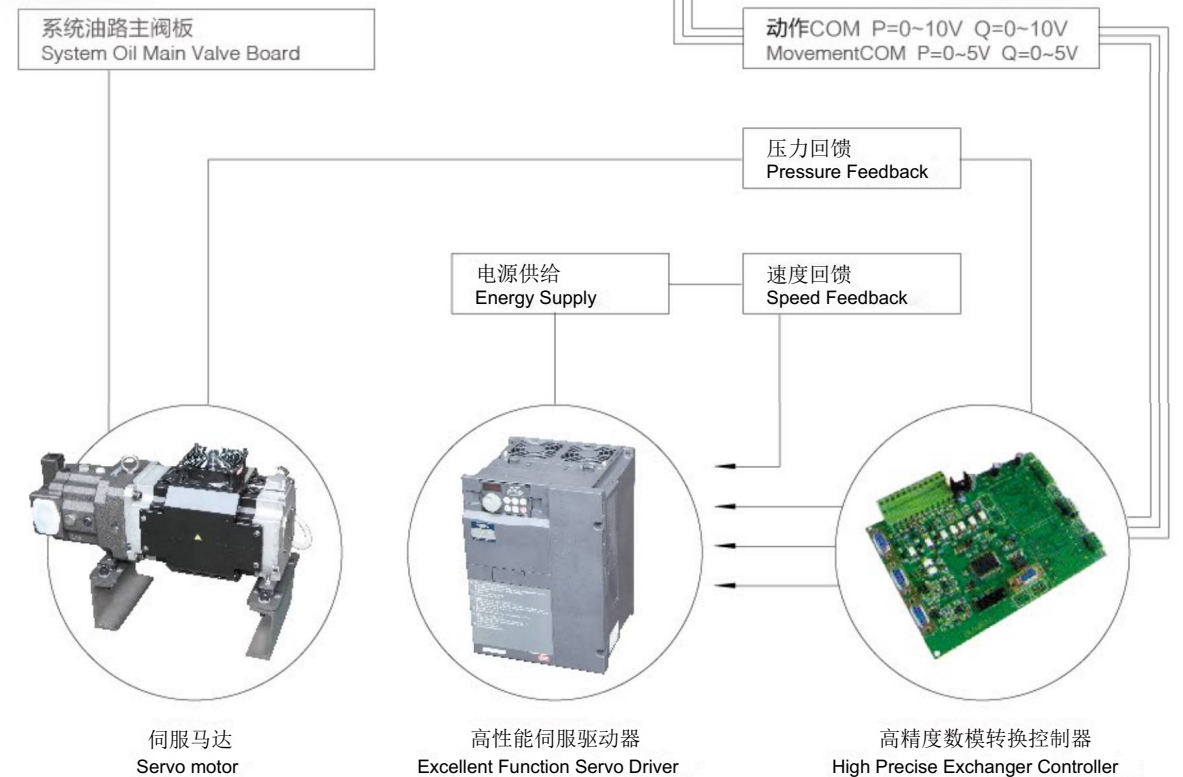 系统油路主阀板
System Oil Main Valve Board
动作COM P=0~10V Q=0~10V
MovementCOM P=0~5V Q=0~5V
压力回馈
Pressure Feedback
电源供给
Energy Supply
速度回馈
Speed Feedback
伺服马达
Servo motor
高性能伺服驱动器
Excellent Function Servo Driver
高精度数模转换控制器
High Precise Exchanger Controller